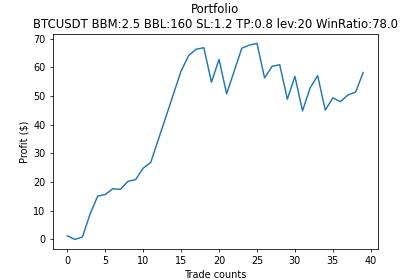 Portfolio
BTCUSDT BBM:2.5 BBL:160 SL:1.2 TP:0.8 lev:20 WinRatio:78.0
Profit ($)
70
60
50
40
30
20
10
0
0 5 10 15 20 25 30 35 40
Trade counts